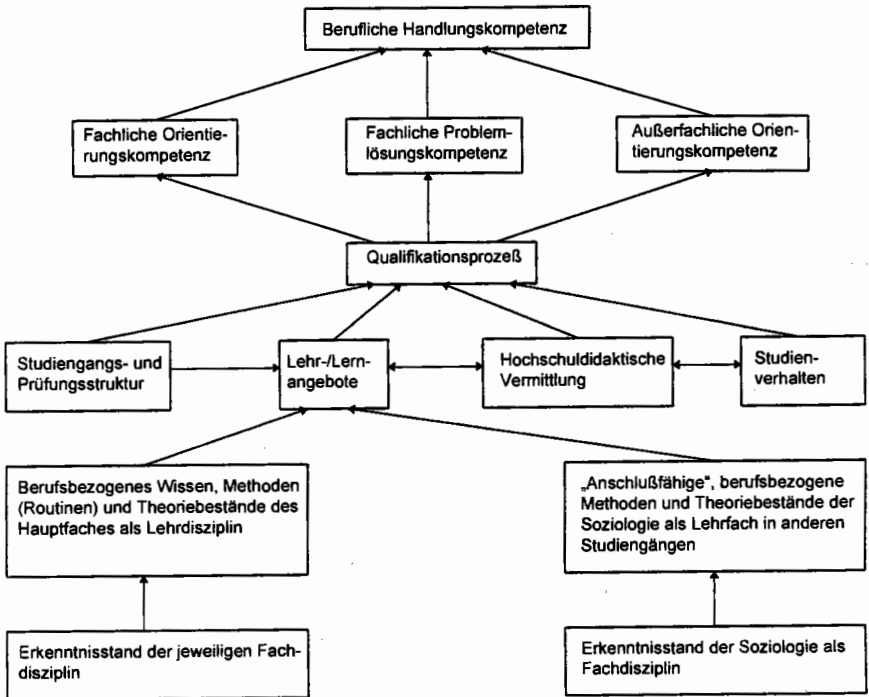 Berufliche Handlungskompetenz
Fachliche Orientie-
rungskompetenz
Fachliche Problem-
lösungskompetenz
Außerfachliche Orien-
tierungskompetenz
Qualifikationsprozeß
Studiengangs- und
Prüfungsstruktur
Lehr-/Lern-
angebote
Hochschuldidaktische
Vermittlung
Studien-
verhalten
Berufsbezogenes Wissen, Methoden
(Routinen) und Theoriebestände des
Hauptfaches als Lehrdisziplin
„Anschlußfähige“, berufsbezogene
Methoden und Theoriebestände der
Soziologie als Lehrfach in anderen
Studiengängen
Erkenntnisstand der jeweiligen Fach-
disziplin
Erkenntnisstand der Soziologie als
Fachdisziplin